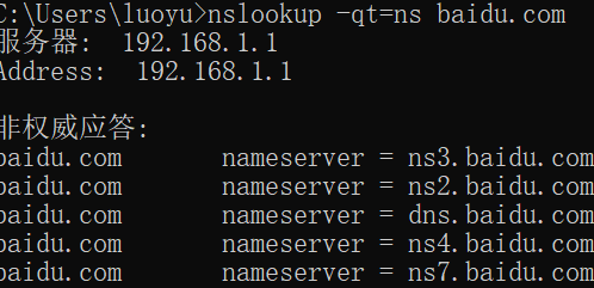 C:\Users\luoyu>nslookup -qt=ns baidu.com
服务器:  192.168.1.1
Address:  192.168.1.1

非权威应答:
baidu.com       nameserver = ns3.baidu.com
baidu.com       nameserver = ns2.baidu.com
baidu.com       nameserver = dns.baidu.com
baidu.com       nameserver = ns4.baidu.com
baidu.com       nameserver = ns7.baidu.com